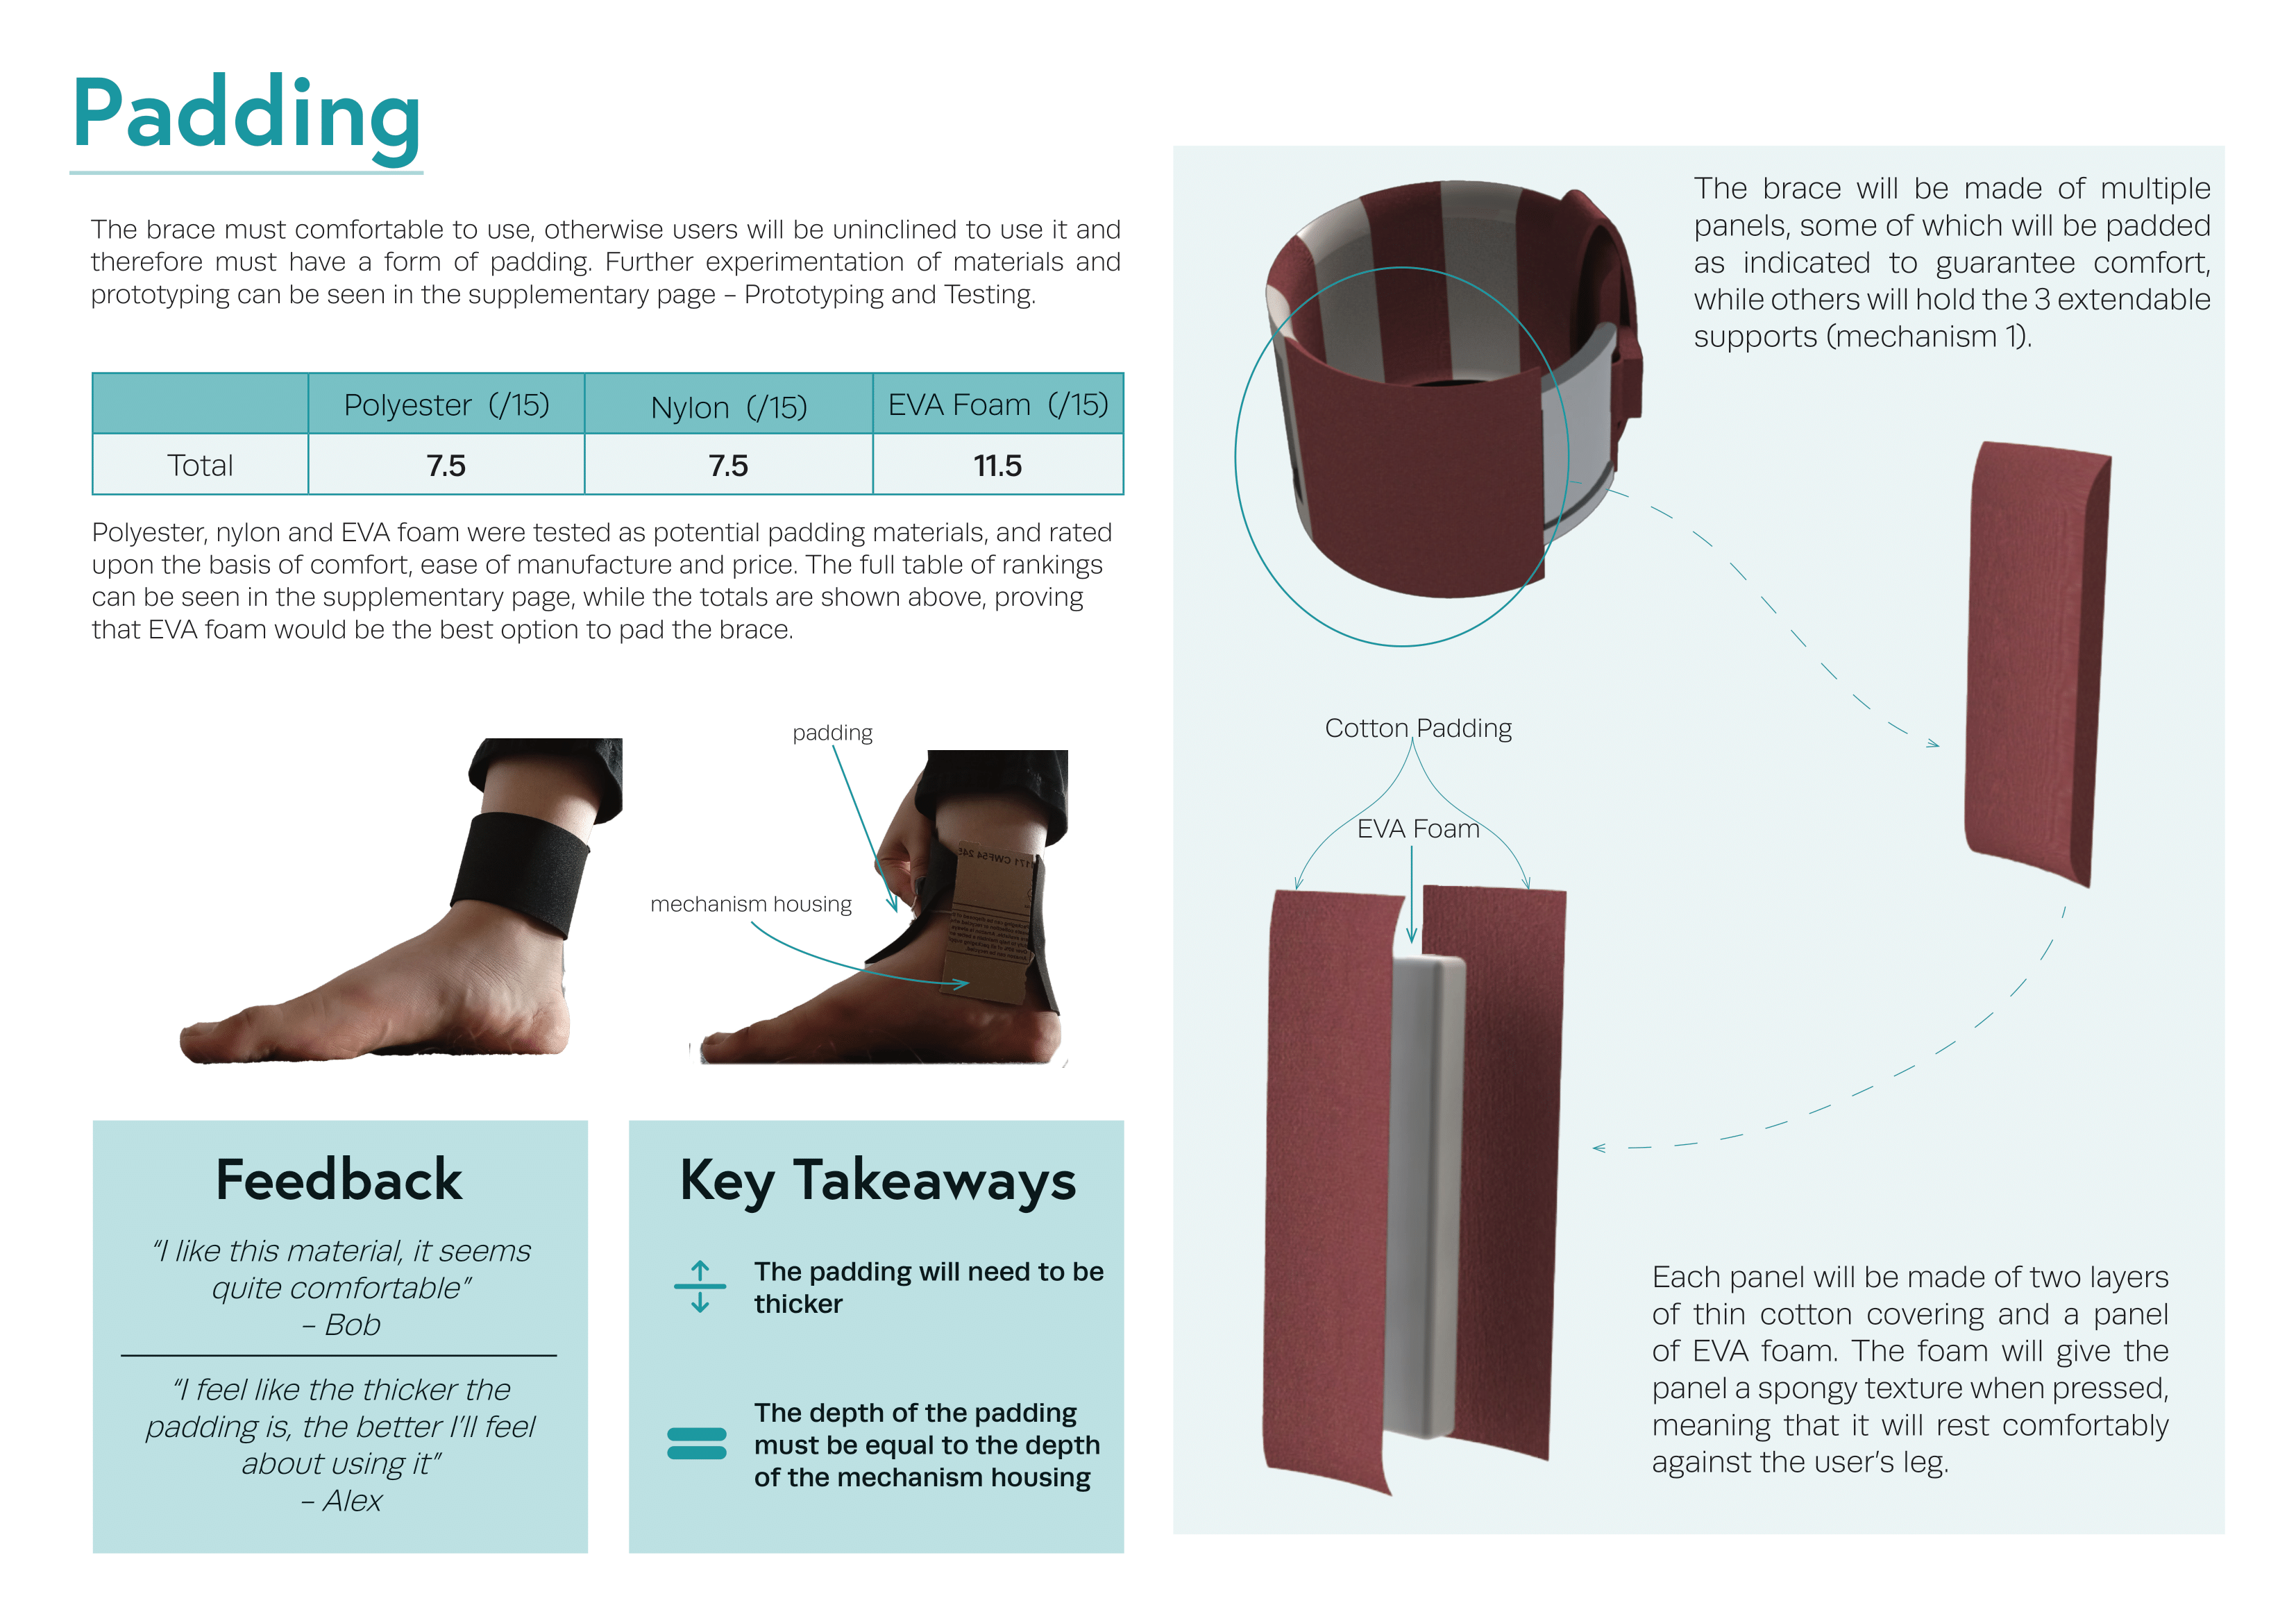 Padding
The brace must comfortable to use, otherwise users will be uninclined to use it and
therefore must have a form of padding. Further experimentation of materials and
prototyping can be seen in the supplementary page – Prototyping and Testing.
Polyester (/15)
Nylon (/15)
EVA Foam (/15)
Total
7.5
7.5
11.5
Polyester, nylon and EVA foam were tested as potential padding materials, and rated
upon the basis of comfort, ease of manufacture and price. The full table of rankings
can be seen in the supplementary page, while the totals are shown above, proving
that EVA foam would be the best option to pad the brace.
padding
mechanism housing
Feedback
“I like this material, it seems
quite comfortable”
– Bob
“I feel like the thicker the
padding is, the better I’ll feel
about using it”
– Alex
Key Takeaways
The padding will need to be
thicker
The depth of the padding
must be equal to the depth
of the mechanism housing
The brace will be made of multiple
panels, some of which will be padded
as indicated to guarantee comfort,
while others will hold the 3 extendable
supports (mechanism 1).
Cotton Padding
EVA Foam
Each panel will be made of two layers
of thin cotton covering and a panel
of EVA foam. The foam will give the
panel a spongy texture when pressed,
meaning that it will rest comfortably
against the user’s leg.